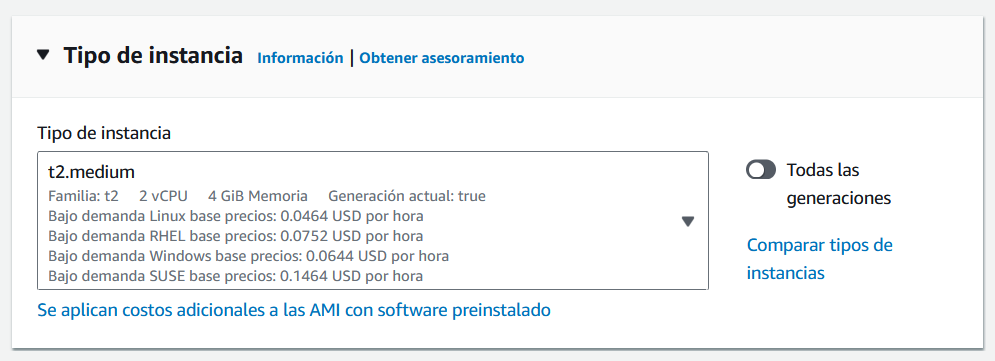 Tipo de instancia Información | Obtener asesoramiento
Tipo de instancia
t2.medium
Familia: t2 2 vCPU 4 GiB Memoria Generación actual: true
Bajo demanda Linux base precios: 0.0464 USD por hora
Bajo demanda RHEL base precios: 0.0752 USD por hora
Bajo demanda Windows base precios: 0.0644 USD por hora
Bajo demanda SUSE base precios: 0.1464 USD por hora
Todas las
generaciones
Comparar tipos de
instancias
Se aplican costos adicionales a las AMI con software preinstalado